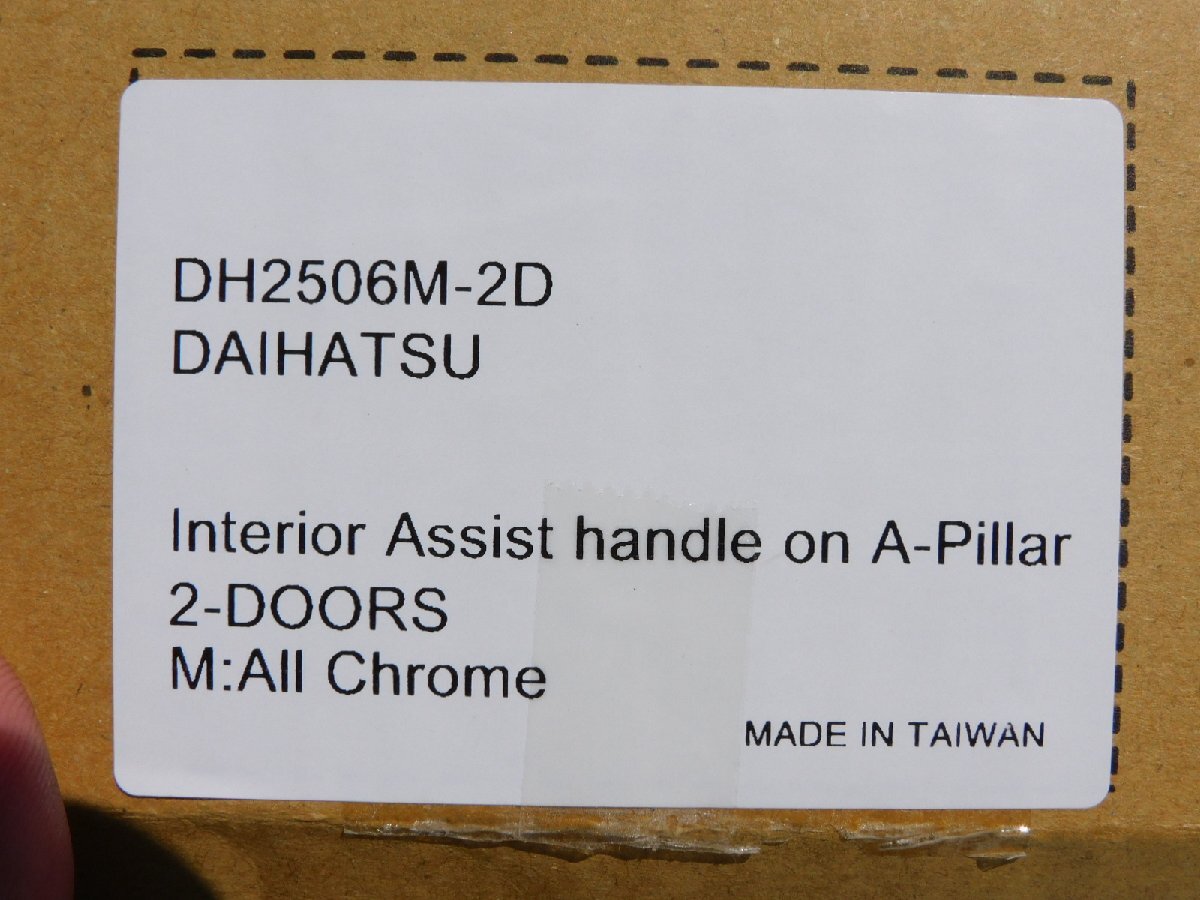 DH2506M-2D
DAIHATSU
Interior Assist handle on A-Pillar
2-DOORS
M:All Chrome
MADE IN TAIWAN